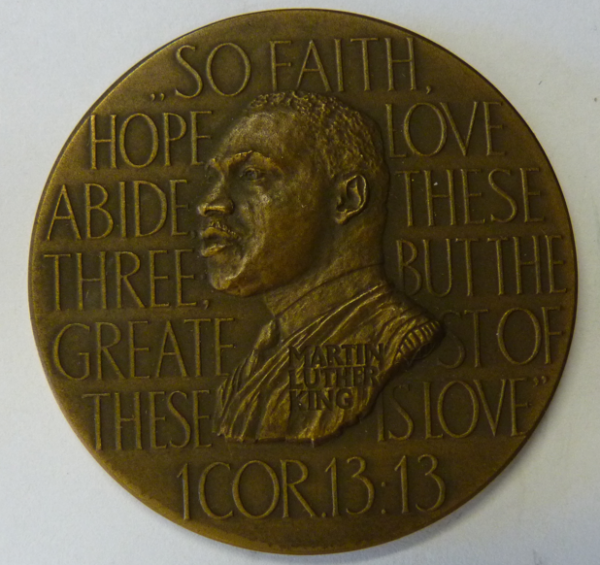 „SO FAITH,
HOPE LOVE
ABIDE THESE
THREE, BUT THE
GREATE ST OF
THESE IS LOVE”
1 COR. 13:13
MARTIN
LUTHER
KING